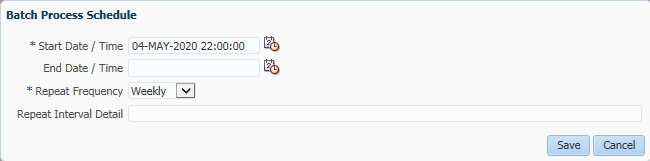 Batch Process Schedule
* Start Date / Time 04-MAY-2020 22:00:00
End Date / Time
* Repeat Frequency Weekly
Repeat Interval Detail
Save Cancel